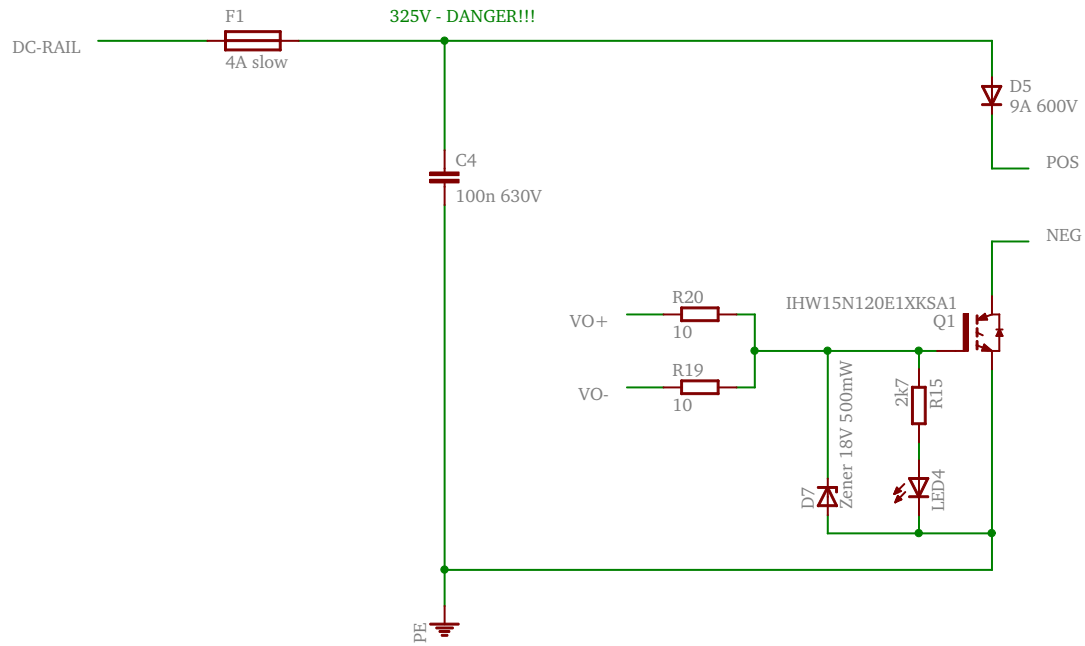 325V - DANGER!!!
F1
DC-RAIL
4A slow
D5
9A 600V
C4
100n 630V
POS
NEG
R20
VO+
10
IHW15N120E1XKSA1
Q1
R19
VO-
10
2k7
R15
D7
Zener 18V 500mW
LED4
PE